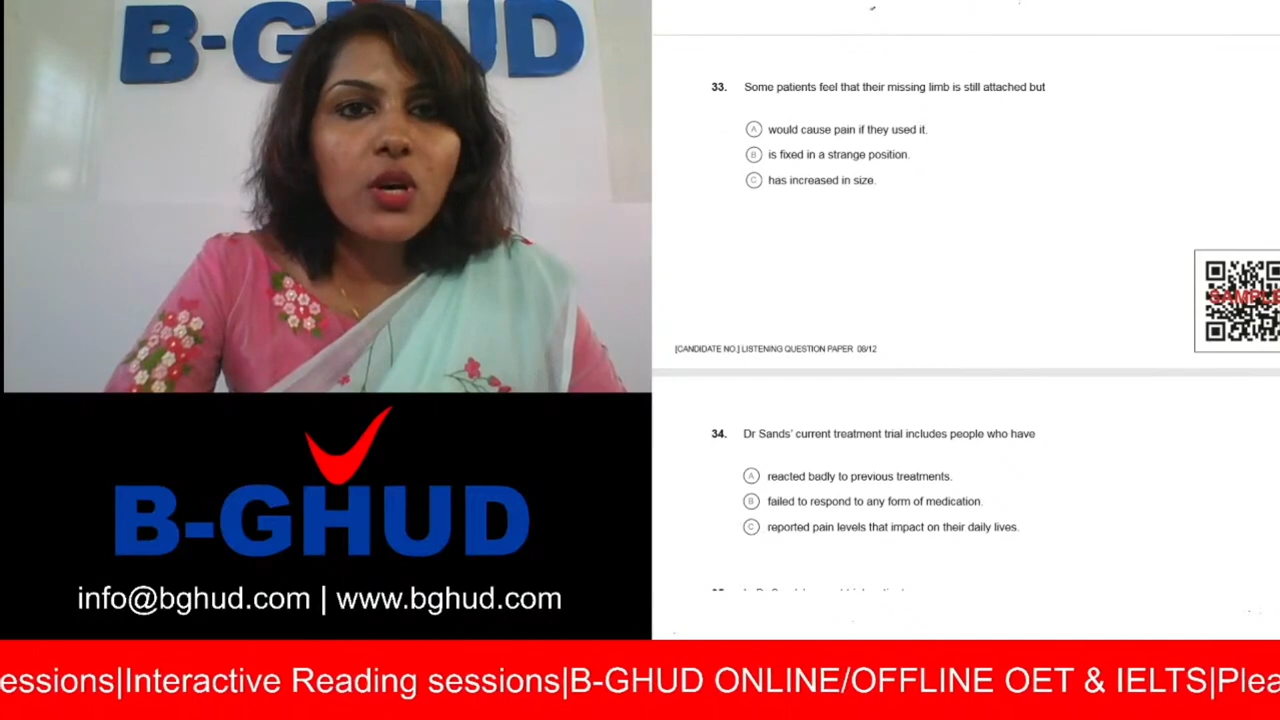 B-GHUD
33. Some patients feel that their missing limb is still attached but
A would cause pain if they used it.
B is fixed in a strange position.
C has increased in size.
SAMPLE
[CANDIDATE NO.] LISTENING QUESTION PAPER 08/12
34. Dr Sands' current treatment trial includes people who have
A reacted badly to previous treatments.
B failed to respond to any form of medication.
C reported pain levels that impact on their daily lives.
B-GHUD
info@bghud.com | www.bghud.com
essions|Interactive Reading sessions|B-GHUD ONLINE/OFFLINE OET & IELTS|Plea